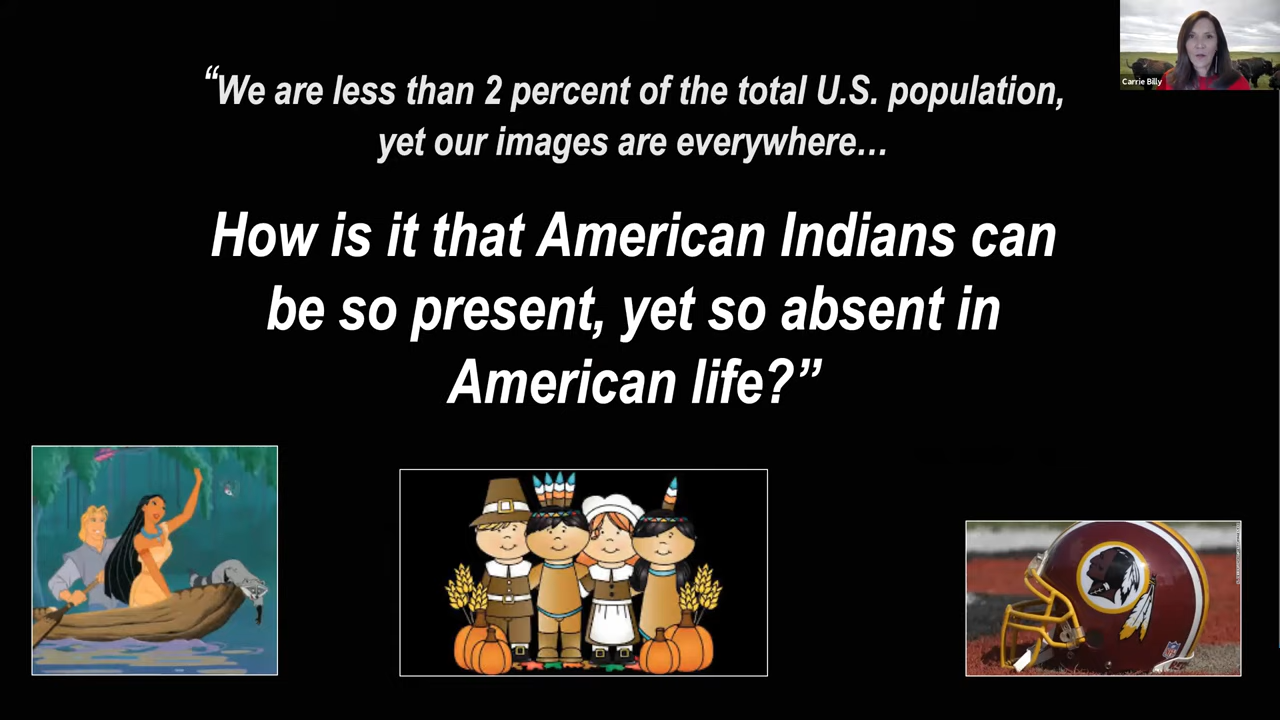 Carrie Billy
“We are less than 2 percent of the total U.S. population,
yet our images are everywhere…
How is it that American Indians can
be so present, yet so absent in
American life?”